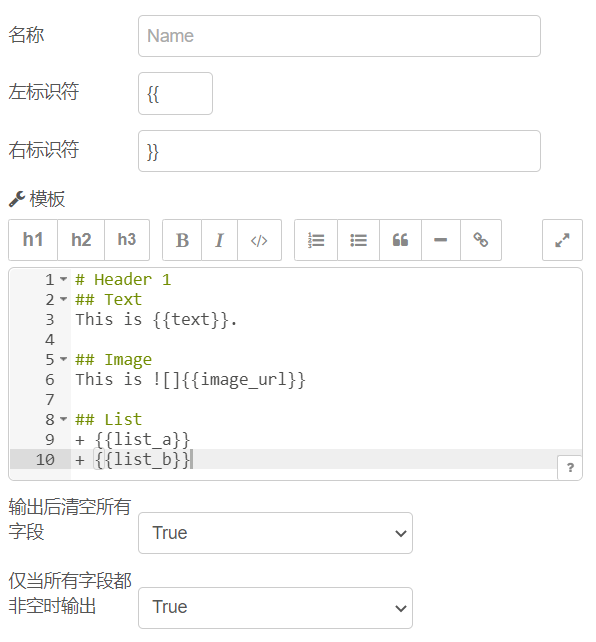 名称 Name
左标识符 {{
右标识符 }}
模板
h1 h2 h3 B I </>
1 # Header 1
2 ## Text
3 This is {{text}}.
4
5 ## Image
6 This is ![]{{image_url}}
7
8 ## List
9 + {{list_a}}
10 + {{list_b}}
?
输出后清空所有
字段 True
仅当所有字段都
非空时输出 True